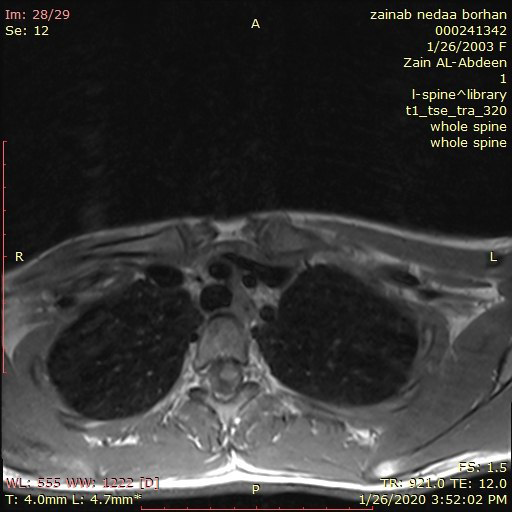 Im: 28/29
Se: 12
A
zainab nedaa borhan
000241342
1/26/2003 F
Zain AL-Abdeen
1
l-spine^library
t1_tse_tra_320
whole spine
whole spine
R
L
WL: 555 WW: 1222 [D]
T: 4.0mm L: 4.7mm*
P
FS: 1.5
TR: 921.0 TE: 12.0
1/26/2020 3:52:02 PM